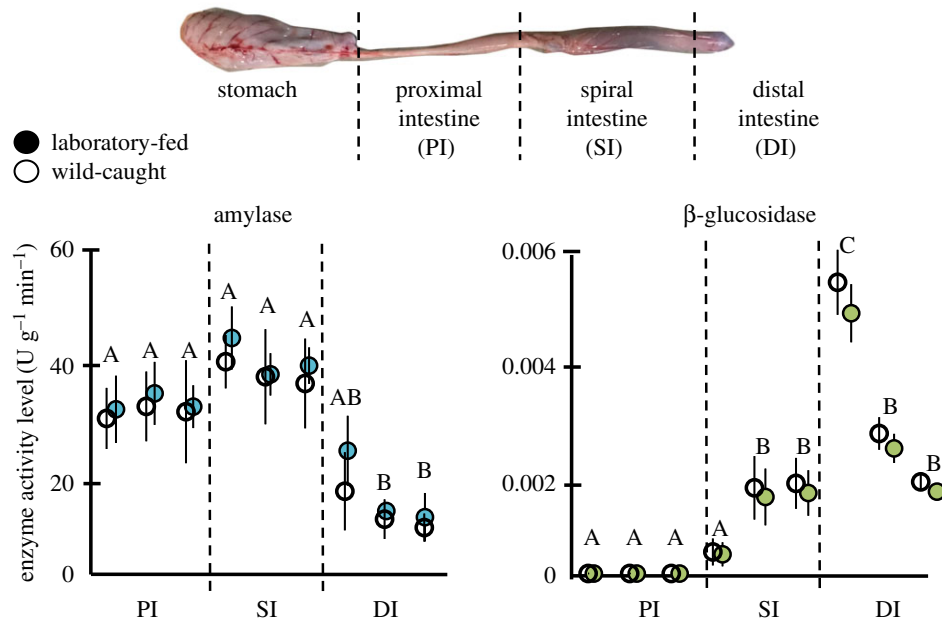 stomach
proximal
intestine
(PI)
spiral
intestine
(SI)
distal
intestine
(DI)
laboratory-fed
wild-caught
amylase
enzyme activity level (U g⁻¹ min⁻¹)
60
40
20
0
A A A
A A A
AB B B
PI SI DI
β-glucosidase
0.006
0.004
0.002
0
A A A
A B B
C B B
PI SI DI